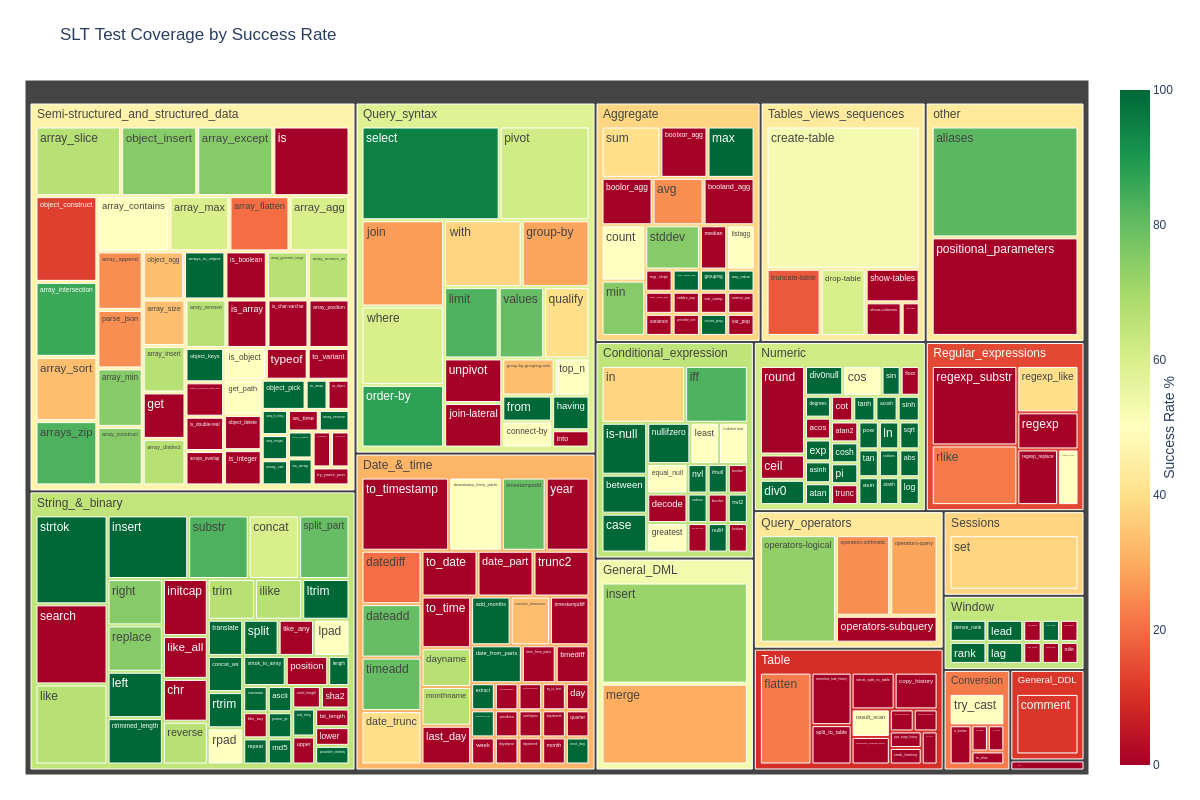 SLT Test Coverage by Success Rate
Semi-structured_and_structured_data
array_slice
object_insert
array_except
is
object_construct
array_contains
array_max
array_flatten
array_agg
array_intersection
array_append
object_agg
arrays_to_object
is_boolean
array_generate_range
array_remove_at
array_sort
parse_json
array_size
array_remove
is_array
is_char-varchar
array_position
array_min
array_insert
object_keys
is_object
typeof
to_variant
arrays_zip
array_construct
get
get_path
object_pick
array_distinct
is_double-real
object_delete
as_time
arrays_overlap
is_integer
try_parse_json
String_&_binary
strtok
insert
substr
concat
split_part
search
right
initcap
trim
ilike
ltrim
replace
like_all
translate
split
like_any
lpad
like
left
chr
concat_ws
strtok_to_array
position
length
rtrim
ascii
sha2
bit_length
rtrimmed_length
reverse
rpad
repeat
md5
upper
lower
Query_syntax
select
pivot
join
with
group-by
where
limit
values
qualify
order-by
unpivot
group-by-grouping-sets
top_n
join-lateral
from
having
connect-by
into
Date_&_time
to_timestamp
timestamp_from_parts
timestampadd
year
datediff
to_date
date_part
trunc2
dateadd
to_time
add_months
convert_timezone
timestampdiff
timeadd
dayname
date_from_parts
time_from_parts
timediff
monthname
extract
day
date_trunc
last_day
quarter
week
month
next_day
Aggregate
sum
boolxor_agg
max
boolor_agg
avg
booland_agg
count
stddev
median
listagg
min
regr_slope
grouping
any_value
stddev_pop
var_samp
variance
var_pop
Conditional_expression
in
iff
is-null
nullifzero
least
is-distinct-from
between
equal_null
nvl
ifnull
decode
nvl2
case
greatest
nullif
General_DML
insert
merge
Tables_views_sequences
create-table
truncate-table
drop-table
show-tables
show-columns
other
aliases
positional_parameters
Numeric
round
div0null
cos
sin
floor
degrees
cot
tanh
acosh
sinh
acos
atan2
pow
ln
sqrt
ceil
exp
cosh
tan
radians
abs
asinh
pi
div0
atan
trunc
asin
atanh
log
Regular_expressions
regexp_substr
regexp_like
regexp
rlike
regexp_replace
Query_operators
operators-logical
operators-arithmetic
operators-query
operators-subquery
Sessions
set
Window
dense_rank
lead
rank
lag
ntile
Table
flatten
split_to_table
strtok_split_to_table
copy_history
result_scan
task_history
Conversion
try_cast
to_char
General_DDL
comment
100
80
60
40
20
0
Success Rate %